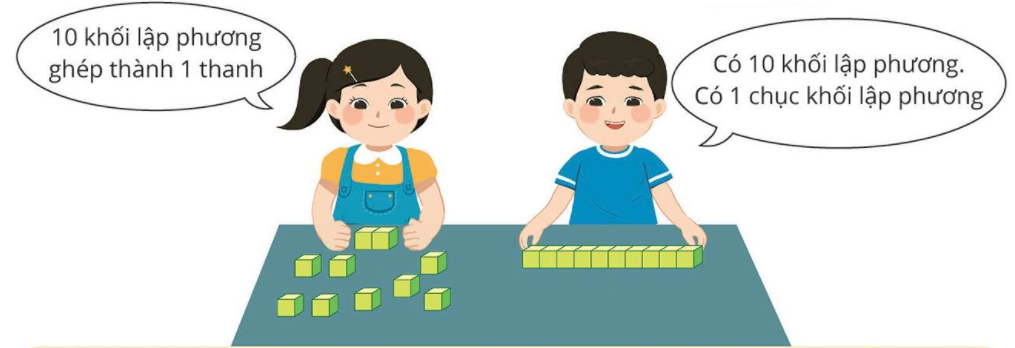 10 khối lập phương
ghép thành 1 thanh
Có 10 khối lập phương.
Có 1 chục khối lập phương